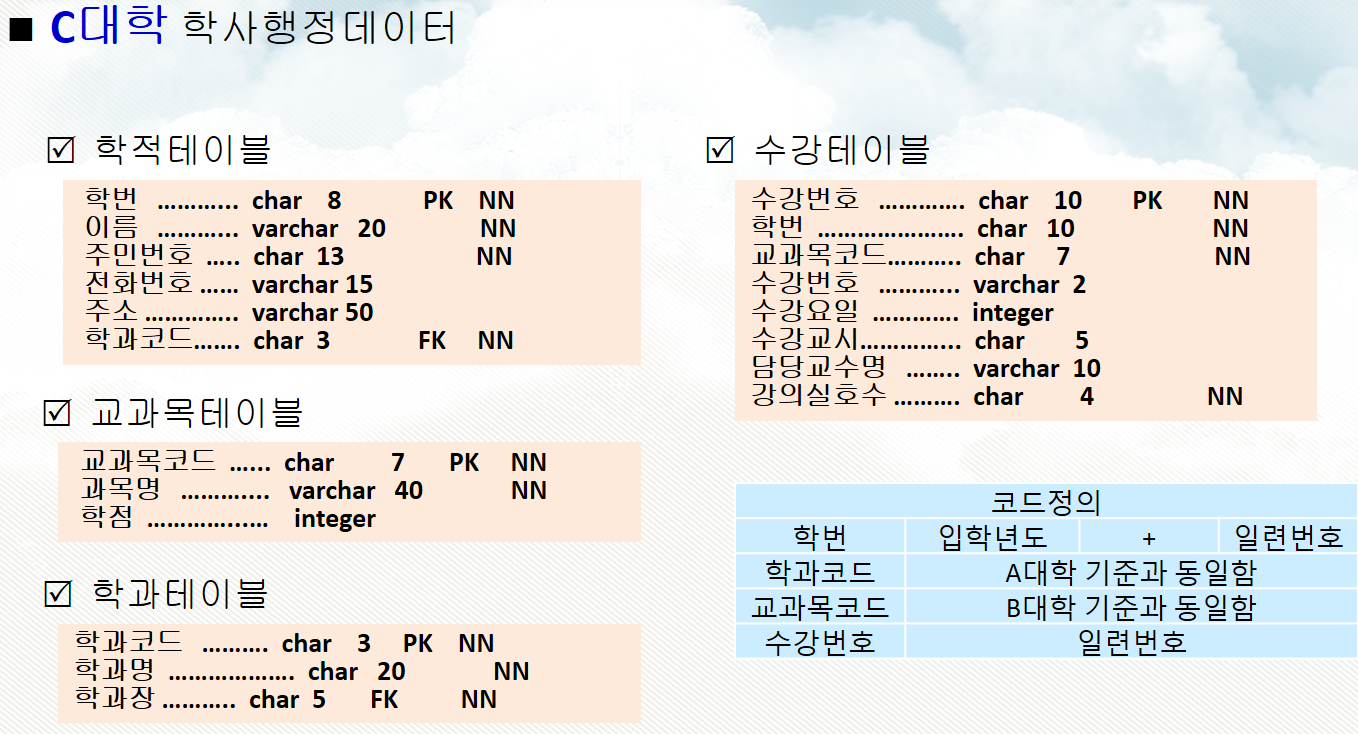 ■ C대학 학사행정데이터
☑ 학적테이블
학번 ………... char 8 PK NN
이름 ………... varchar 20 NN
주민번호 ….. char 13 NN
전화번호 …… varchar 15
주소 ………….. varchar 50
학과코드……. char 3 FK NN
☑ 교과목테이블
교과목코드 …... char 7 PK NN
과목명 …………. varchar 40 NN
학점 …………..… integer
☑ 학과테이블
학과코드 ………. char 3 PK NN
학과명 ………………. char 20 NN
학과장 ……….. char 5 FK NN
☑ 수강테이블
수강번호 …………. char 10 PK NN
학번 …………………. char 10 NN
교과목코드……….. char 7 NN
수강번호 ………... varchar 2
수강요일 …………. integer
수강교시…………... char 5
담당교수명 …….. varchar 10
강의실호수 ………. char 4 NN
코드정의
학번 입학년도 + 일련번호
학과코드 A대학 기준과 동일함
교과목코드 B대학 기준과 동일함
수강번호 일련번호